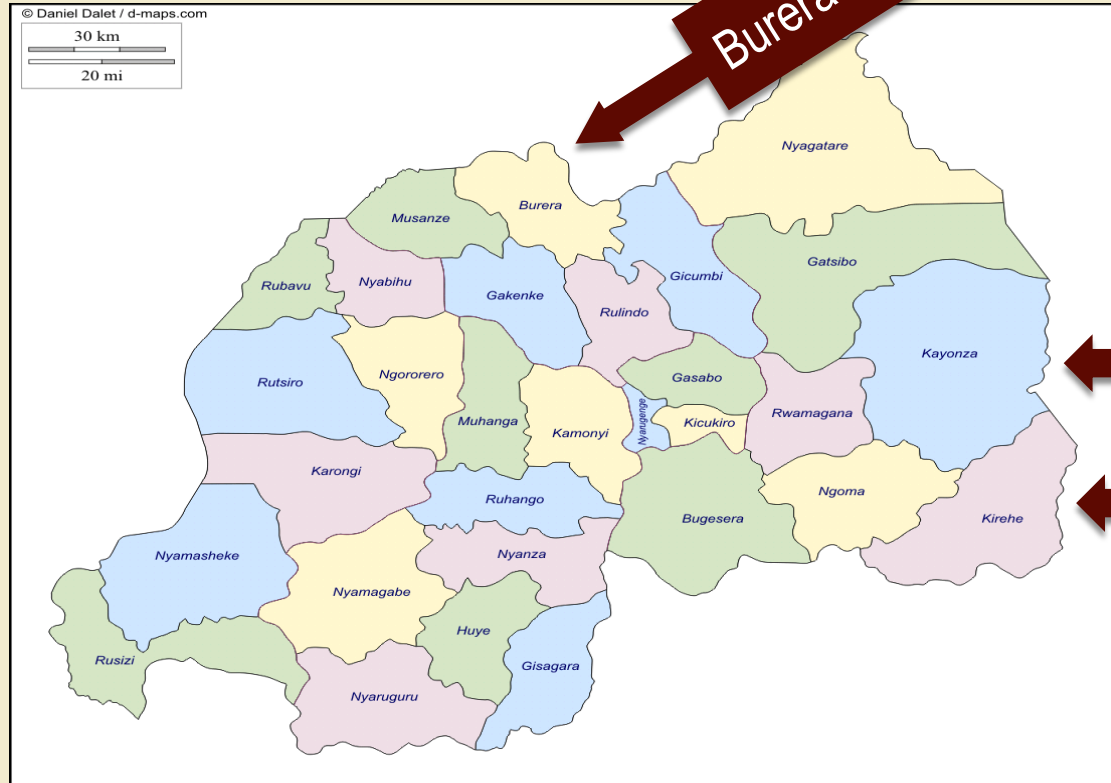 © Daniel Dalet / d-maps.com
30 km
20 mi
Burera
Nyagatare
Burera
Musanze
Gatsibo
Gicumbi
Nyabihu
Rubavu
Gakenke
Rulindo
Kayonza
Gasabo
Ngororero
Rutsiro
Rwamagana
Nyarugenge
Kicukiro
Muhanga
Kamonyi
Karongi
Ngoma
Ruhango
Bugesera
Kirehe
Nyamasheke
Nyanza
Nyamagabe
Huye
Rusizi
Gisagara
Nyaruguru